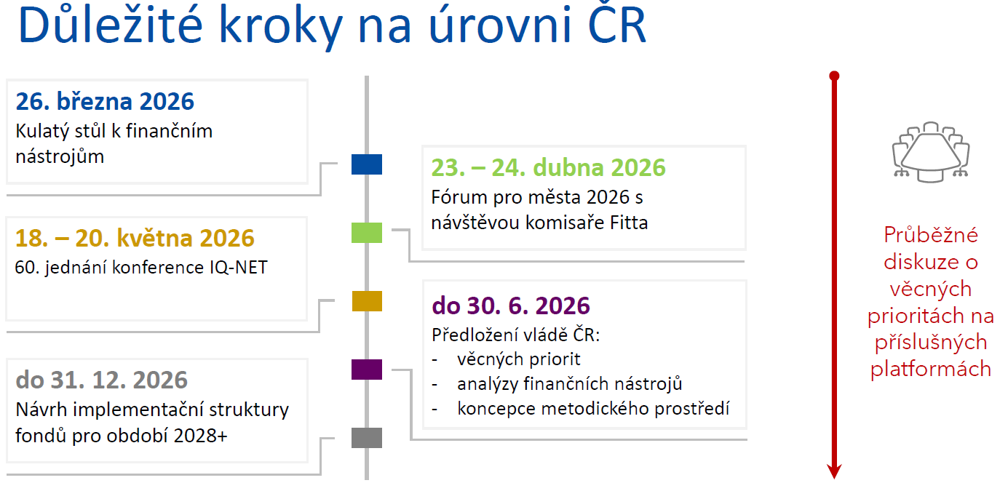 Důležité kroky na úrovni ČR
26. března 2026
Kulatý stůl k finančním
nástrojům
23. – 24. dubna 2026
Fórum pro města 2026 s
návštěvou komisaře Fitta
18. – 20. května 2026
60. jednání konference IQ-NET
do 30. 6. 2026
Předložení vládě ČR:
- věcných priorit
- analýzy finančních nástrojů
- koncepce metodického prostředí
do 31. 12. 2026
Návrh implementační struktury
fondů pro období 2028+
Průběžné
diskuze o
věcných
prioritách na
příslušných
platformách